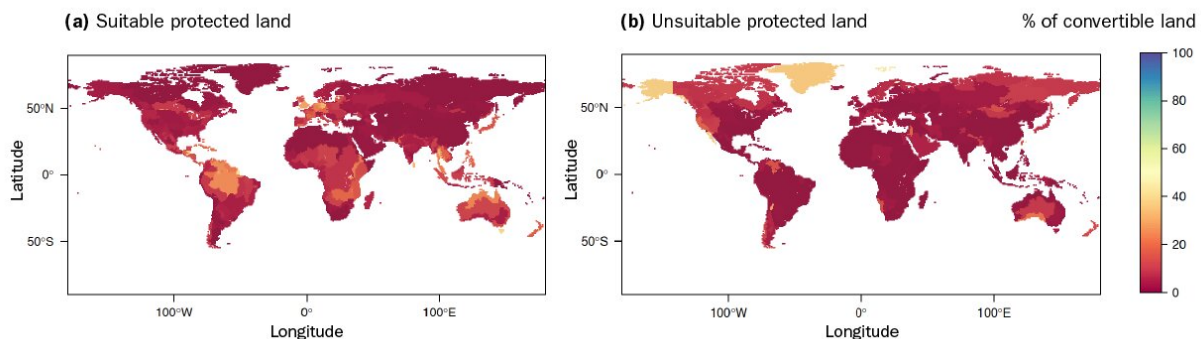 (a) Suitable protected land
(b) Unsuitable protected land
% of convertible land
50°N
0°
50°S
Latitude
100°W
0°
100°E
Longitude
50°N
0°
50°S
Latitude
100°W
0°
100°E
Longitude
100
80
60
40
20
0